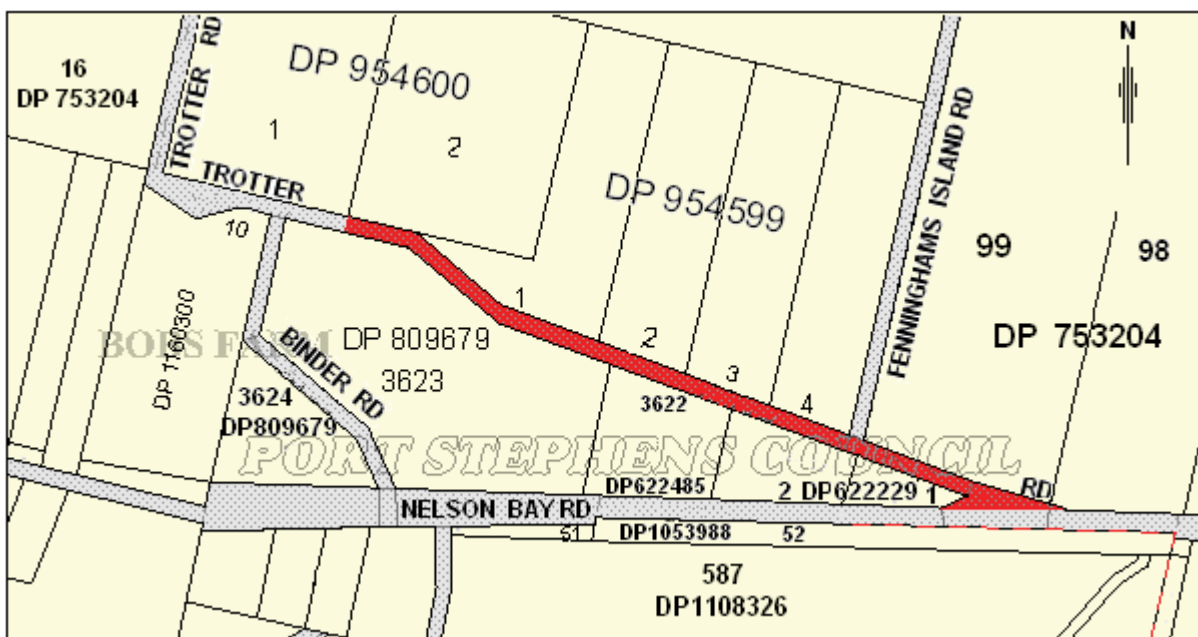 N
16
DP 753204
TROTTER RD
TROTTER
DP 954600
1
2
DP 954599
FENNINGHAMS ISLAND RD
99
98
DP 753204
10
DP 1160300
BINDER RD
DP 809679
3623
3624
DP809679
1
2
3
4
3622
PORT STEPHENS COUNCIL
DP622485
2
DP622229
1
RD
NELSON BAY RD
51
DP1053988
52
587
DP1108326